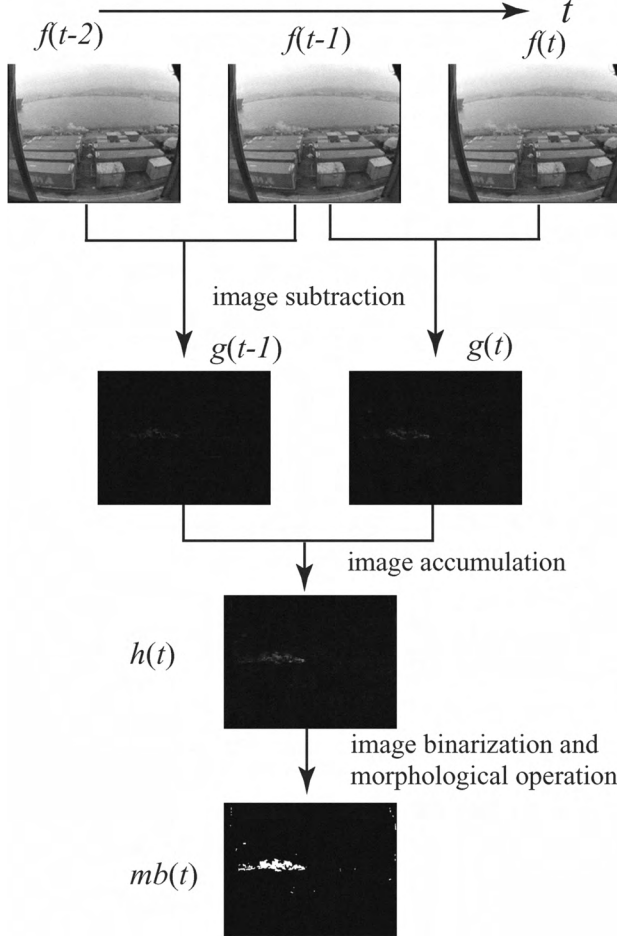 t
f(t-2)
f(t-1)
f(t)
image subtraction
g(t-1)
g(t)
image accumulation
h(t)
image binarization and
morphological operation
mb(t)